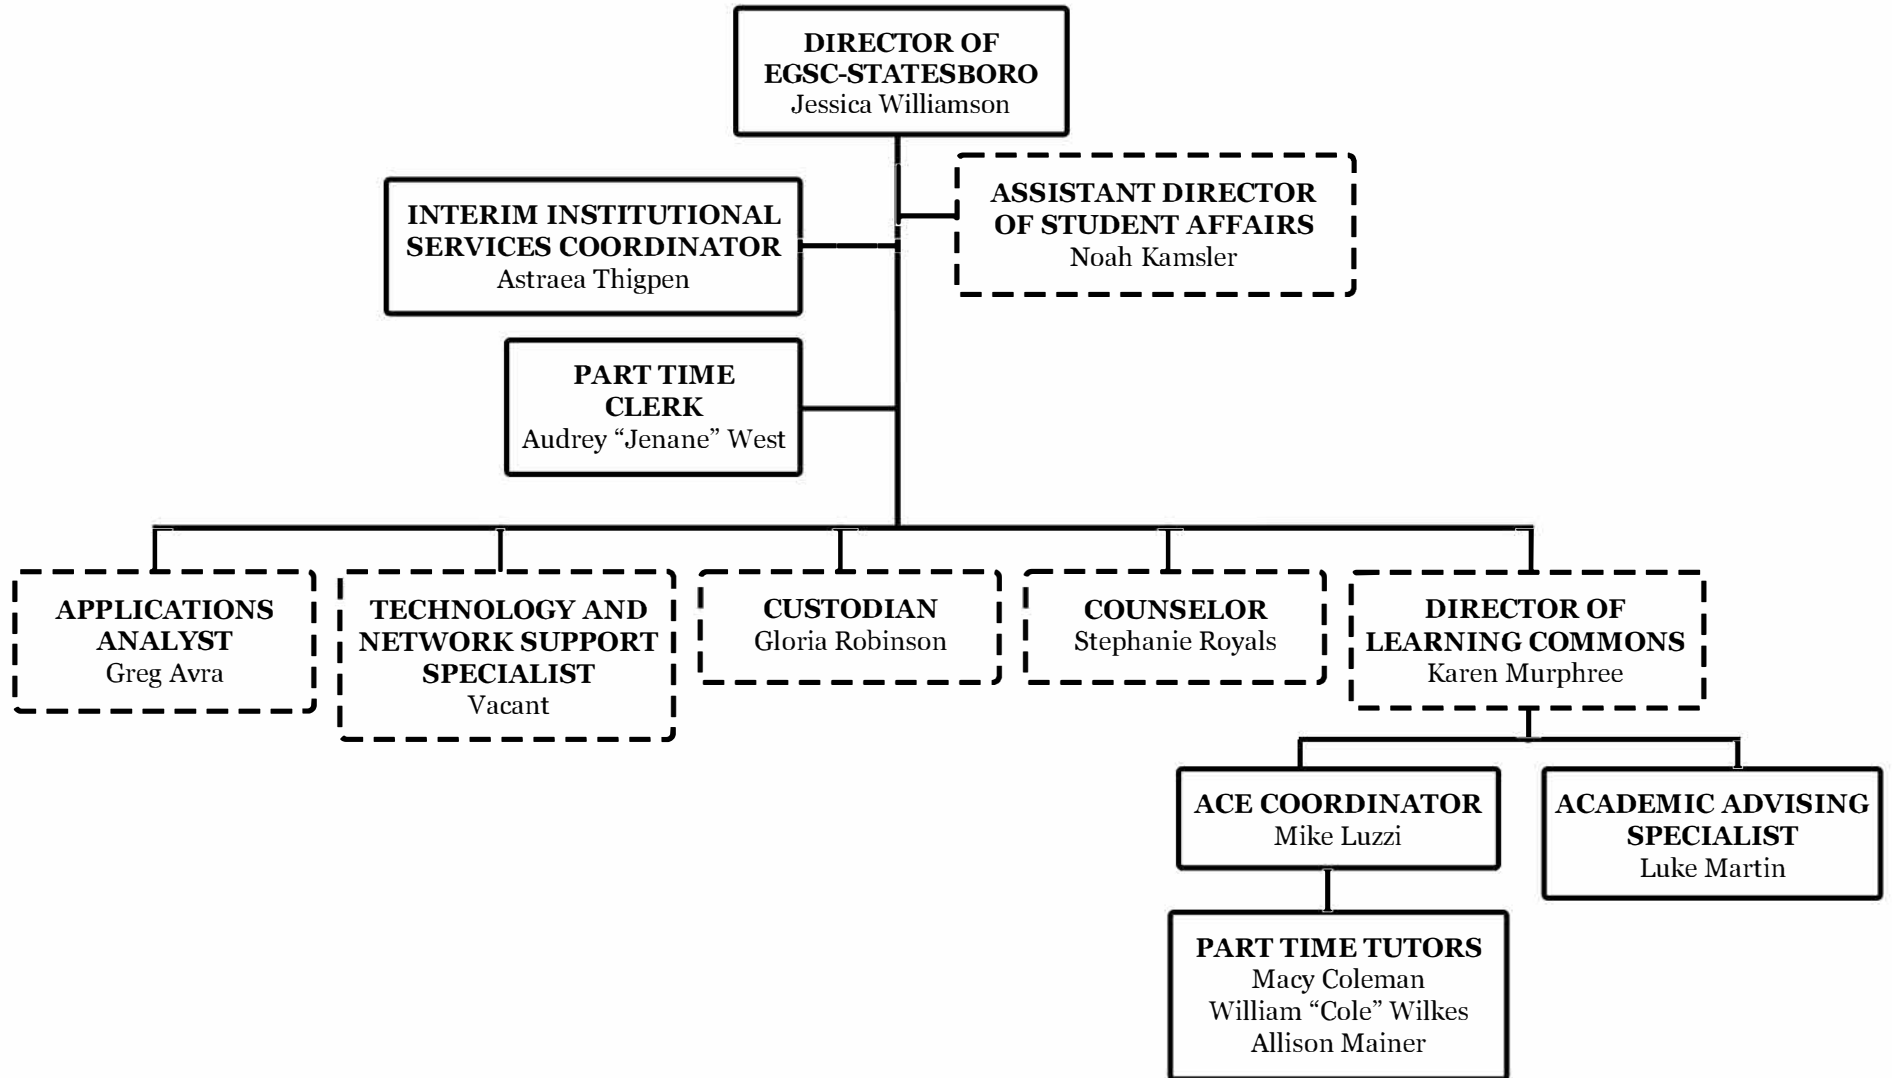 DIRECTOR OF
EGSC-STATESBORO
Jessica Williamson
ASSISTANT DIRECTOR
OF STUDENT AFFAIRS
Noah Kamsler
INTERIM INSTITUTIONAL
SERVICES COORDINATOR
Astraea Thigpen
PART TIME
CLERK
Audrey “Jenane” West
APPLICATIONS
ANALYST
Greg Avra
TECHNOLOGY AND
NETWORK SUPPORT
SPECIALIST
Vacant
CUSTODIAN
Gloria Robinson
COUNSELOR
Stephanie Royals
DIRECTOR OF
LEARNING COMMONS
Karen Murphree
ACE COORDINATOR
Mike Luzzi
ACADEMIC ADVISING
SPECIALIST
Luke Martin
PART TIME TUTORS
Macy Coleman
William “Cole” Wilkes
Allison Mainer